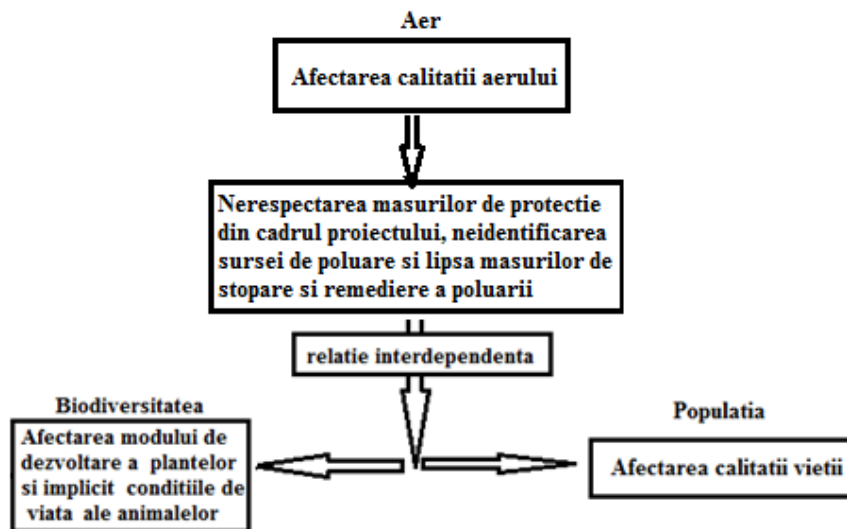 Aer
Afectarea calitatii aerului
Nerespectarea masurilor de protectie
din cadrul proiectului, neidentificarea
sursei de poluare si lipsa masurilor de
stopare si remediere a poluarii
relatie interdependenta
Biodiversitatea
Afectarea modului de
dezvoltare a plantelor
si implicit conditiile de
viata ale animalelor
Populatia
Afectarea calitatii vietii